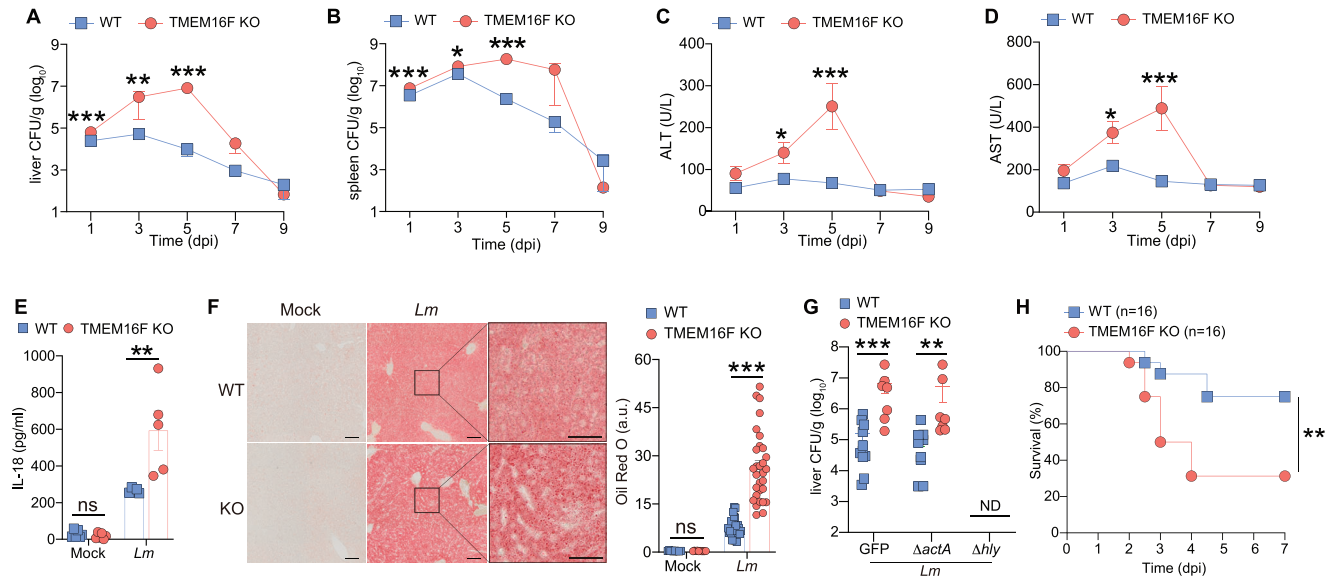 A
WT TMEM16F KO
liver CFU/g (log10)
9
7
5
3
1
*** ** ***
1 3 5 7 9
Time (dpi)
B
WT TMEM16F KO
spleen CFU/g (log10)
9
7
5
3
1
*** * ***
1 3 5 7 9
Time (dpi)
C
WT TMEM16F KO
ALT (U/L)
400
300
200
100
0
* ***
1 3 5 7 9
Time (dpi)
D
WT TMEM16F KO
AST (U/L)
800
600
400
200
0
* ***
1 3 5 7 9
Time (dpi)
E
WT TMEM16F KO
IL-18 (pg/ml)
1000
800
600
400
200
0
ns **
Mock Lm
F
Mock Lm
WT
KO
WT
TMEM16F KO
Oil Red O (a.u.)
60
45
30
15
0
ns ***
Mock Lm
G
WT
TMEM16F KO
liver CFU/g (log10)
8
7
6
5
4
3
2
*** ** ND
GFP ΔactA Δhly
Lm
H
WT (n=16)
TMEM16F KO (n=16)
Survival (%)
100
80
60
40
20
0
**
0 1 2 3 4 5 6 7
Time (dpi)